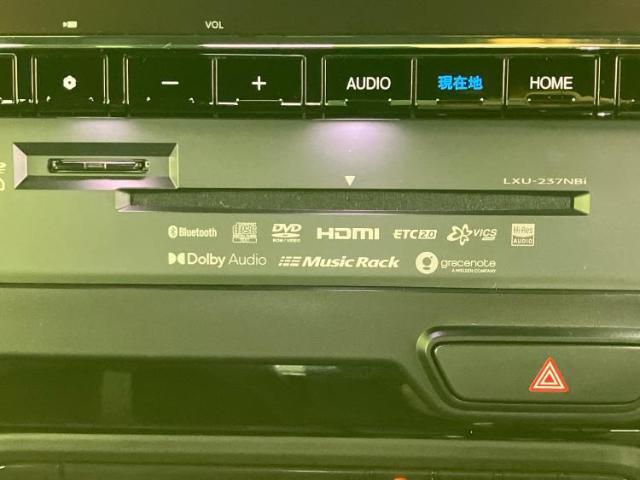 VOL
AUDIO 現在地 HOME
LXU-237NBi
Bluetooth DVD HDMI ETC2.0 VICS Hi-Res AUDIO
Dolby Audio Music Rack gracenote
A NIELSEN COMPANY